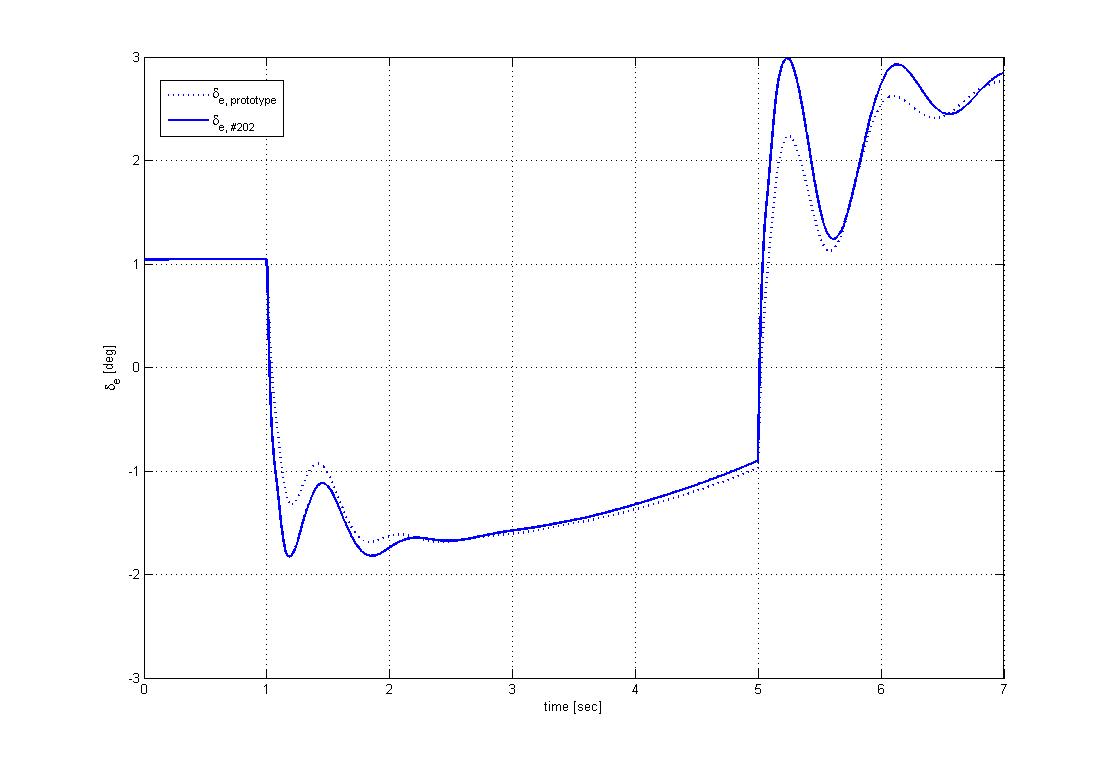 δe, prototype
δe, #202
3
2
1
0
-1
-2
-3
δe [deg]
0 1 2 3 4 5 6 7
time [sec]